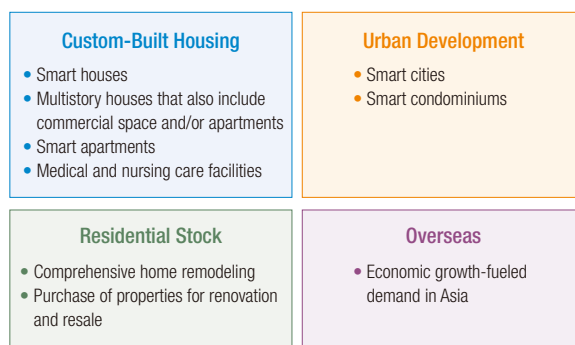 Custom-Built Housing
• Smart houses
• Multistory houses that also include
commercial space and/or apartments
• Smart apartments
• Medical and nursing care facilities
Urban Development
• Smart cities
• Smart condominiums
Residential Stock
• Comprehensive home remodeling
• Purchase of properties for renovation
and resale
Overseas
• Economic growth-fueled
demand in Asia